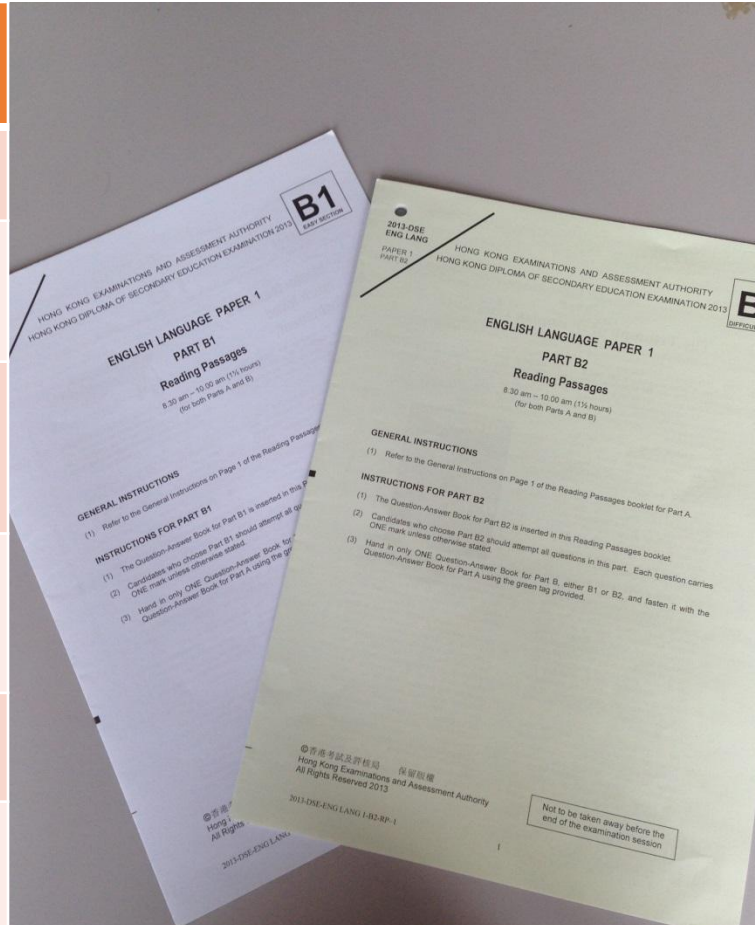 B1
EASY SECTION
HONG KONG EXAMINATIONS AND ASSESSMENT AUTHORITY
HONG KONG DIPLOMA OF SECONDARY EDUCATION EXAMINATION 2013
ENGLISH LANGUAGE PAPER 1
PART B1
Reading Passages
8.30 am – 10.00 am (1½ hours)
(for both Parts A and B)
GENERAL INSTRUCTIONS
(1) Refer to the General Instructions on Page 1 of the Reading Passages
INSTRUCTIONS FOR PART B1
(1) The Question-Answer Book for Part B1 is inserted in this
(2) Candidates who choose Part B1 should attempt all
ONE mark unless otherwise stated.
(3) Hand in only ONE Question-Answer Book for
Question-Answer Book for Part A using the
©香港
Hong
All Rights
2013-DSE-ENG LANG
2013-DSE
ENG LANG
PAPER 1
PART B2
HONG KONG EXAMINATIONS AND ASSESSMENT AUTHORITY
HONG KONG DIPLOMA OF SECONDARY EDUCATION EXAMINATION 2013
ENGLISH LANGUAGE PAPER 1
PART B2
Reading Passages
8.30 am – 10.00 am (1½ hours)
(for both Parts A and B)
GENERAL INSTRUCTIONS
(1) Refer to the General Instructions on Page 1 of the Reading Passages booklet for Part A.
INSTRUCTIONS FOR PART B2
(1) The Question-Answer Book for Part B2 is inserted in this Reading Passages booklet.
(2) Candidates who choose Part B2 should attempt all questions in this part. Each question carries
ONE mark unless otherwise stated.
(3) Hand in only ONE Question-Answer Book for Part B, either B1 or B2, and fasten it with the
Question-Answer Book for Part A using the green tag provided.
©香港考試及評核局 保留版權
Hong Kong Examinations and Assessment Authority
All Rights Reserved 2013
2013-DSE-ENG LANG 1-B2-RP-1
1
Not to be taken away before the
end of the examination session